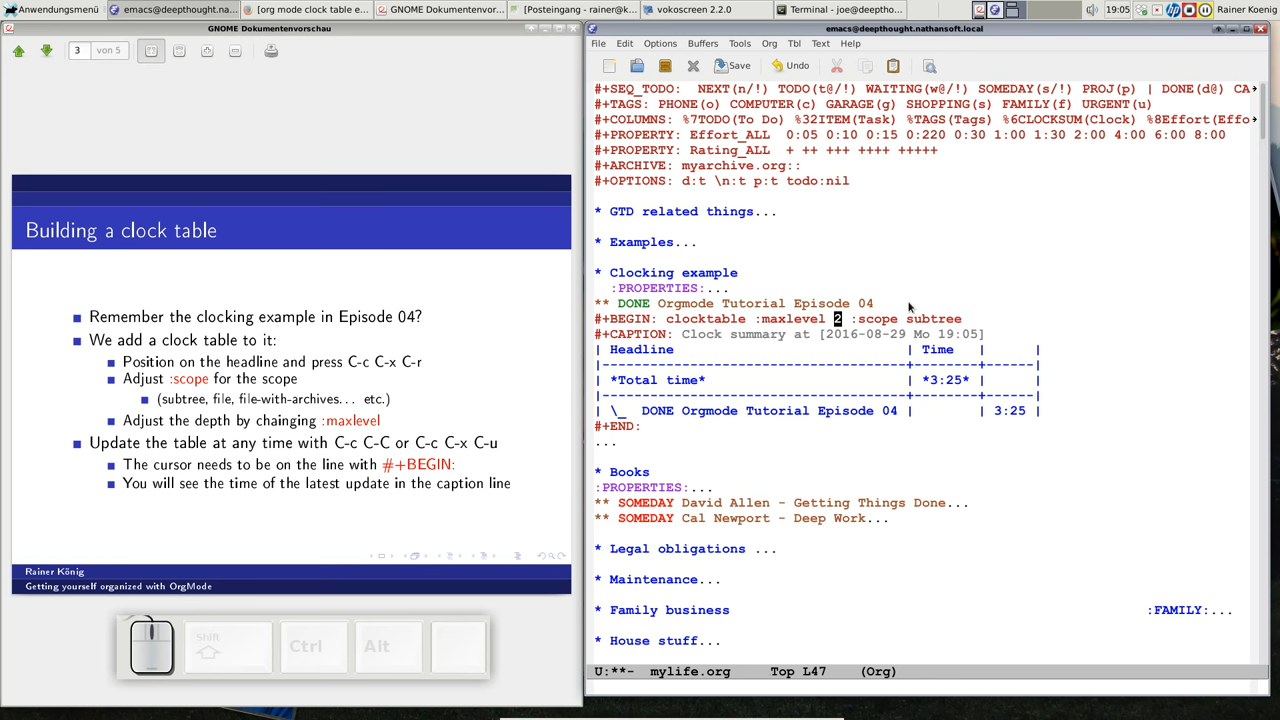 Anwendungsmenü
emacs@deepthought.nath...
[org mode clock table e...
GNOME Dokumentenvor...
[Posteingang - rainer@k...
vokoscreen 2.2.0
Terminal - joe@deeptho...
19:05
Rainer Koenig
GNOME Dokumentenvorschau
3 von 5
Building a clock table
Remember the clocking example in Episode 04?
We add a clock table to it:
Position on the headline and press C-c C-x C-r
Adjust :scope for the scope
(subtree, file, file-with-archives... etc.)
Adjust the depth by changing :maxlevel
Update the table at any time with C-c C-C or C-c C-x C-u
The cursor needs to be on the line with #+BEGIN:
You will see the time of the latest update in the caption line
Rainer König
Getting yourself organized with OrgMode
Shift
Ctrl
Alt
emacs@deepthought.nathansoft.local
File Edit Options Buffers Tools Org Tbl Text Help
Save Undo
#+SEQ_TODO:  NEXT(n/!) TODO(t@/!) WAITING(w@/!) SOMEDAY(s/!) PROJ(p) | DONE(d@) CA
#+TAGS: PHONE(o) COMPUTER(c) GARAGE(g) SHOPPING(s) FAMILY(f) URGENT(u)
#+COLUMNS: %7TODO(To Do) %32ITEM(Task) %TAGS(Tags) %6CLOCKSUM(Clock) %8Effort(Effo
#+PROPERTY: Effort_ALL  0:05 0:10 0:15 0:220 0:30 1:00 1:30 2:00 4:00 6:00 8:00
#+PROPERTY: Rating_ALL  + ++ +++ ++++ +++++
#+ARCHIVE: myarchive.org::
#+OPTIONS: d:t \n:t p:t todo:nil
* GTD related things...
* Examples...
* Clocking example
:PROPERTIES:...
** DONE Orgmode Tutorial Episode 04
#+BEGIN: clocktable :maxlevel 2 :scope subtree
#+CAPTION: Clock summary at [2016-08-29 Mo 19:05]
| Headline | Time | |
|---+---+---|
| *Total time* | *3:25* | |
|---+---+---|
| \_  DONE Orgmode Tutorial Episode 04 | | 3:25 |
#+END:
...
* Books
:PROPERTIES:...
** SOMEDAY David Allen - Getting Things Done...
** SOMEDAY Cal Newport - Deep Work...
* Legal obligations ...
* Maintenance...
* Family business :FAMILY:...
* House stuff...
U:**-  mylife.org     Top L47    (Org)